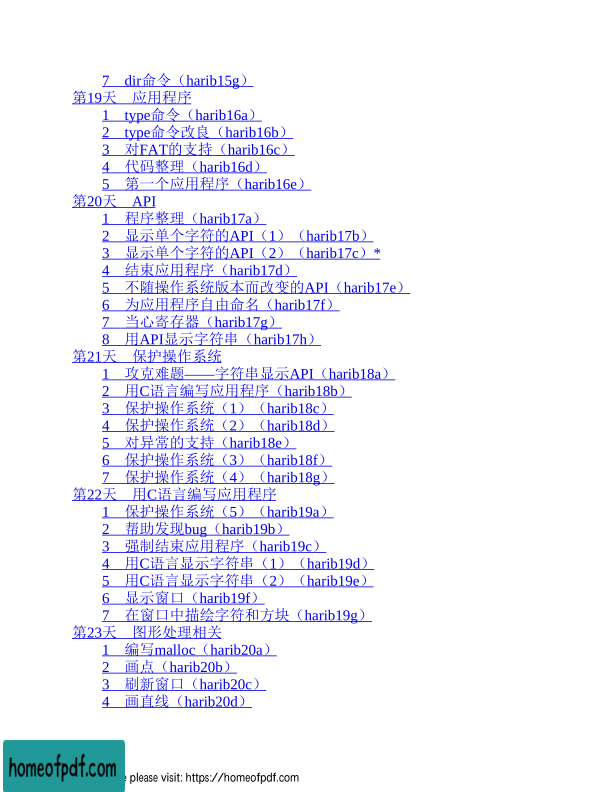 7 dir命令（harib15g）
第19天 应用程序
1 type命令（harib16a）
2 type命令改良（harib16b）
3 对FAT的支持（harib16c）
4 代码整理（harib16d）
5 第一个应用程序（harib16e）
第20天 API
1 程序整理（harib17a）
2 显示单个字符的API（1）（harib17b）
3 显示单个字符的API（2）（harib17c）*
4 结束应用程序（harib17d）
5 不随操作系统版本而改变的API（harib17e）
6 为应用程序自由命名（harib17f）
7 当心寄存器（harib17g）
8 用API显示字符串（harib17h）
第21天 保护操作系统
1 攻克难题——字符串显示API（harib18a）
2 用C语言编写应用程序（harib18b）
3 保护操作系统（1）（harib18c）
4 保护操作系统（2）（harib18d）
5 对异常的支持（harib18e）
6 保护操作系统（3）（harib18f）
7 保护操作系统（4）（harib18g）
第22天 用C语言编写应用程序
1 保护操作系统（5）（harib19a）
2 帮助发现bug（harib19b）
3 强制结束应用程序（harib19c）
4 用C语言显示字符串（1）（harib19d）
5 用C语言显示字符串（2）（harib19e）
6 显示窗口（harib19f）
7 在窗口中描绘字符和方块（harib19g）
第23天 图形处理相关
1 编写malloc（harib20a）
2 画点（harib20b）
3 刷新窗口（harib20c）
4 画直线（harib20d）
homeofpdf.com
please visit: https://homeofpdf.com